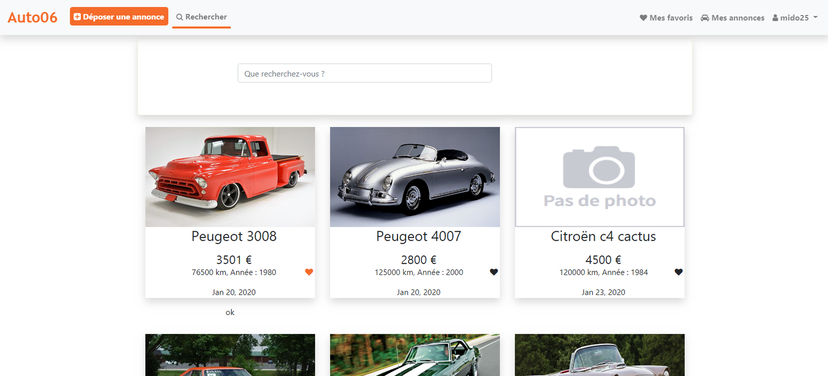 Auto06
Déposer une annonce
Rechercher
Mes favoris
Mes annonces
mido25
Que recherchez-vous ?
Pas de photo
Peugeot 3008
3501 €
76500 km, Année : 1980
Jan 20, 2020
ok
Peugeot 4007
2800 €
125000 km, Année : 2000
Jan 20, 2020
Citroën c4 cactus
4500 €
120000 km, Année : 1984
Jan 23, 2020